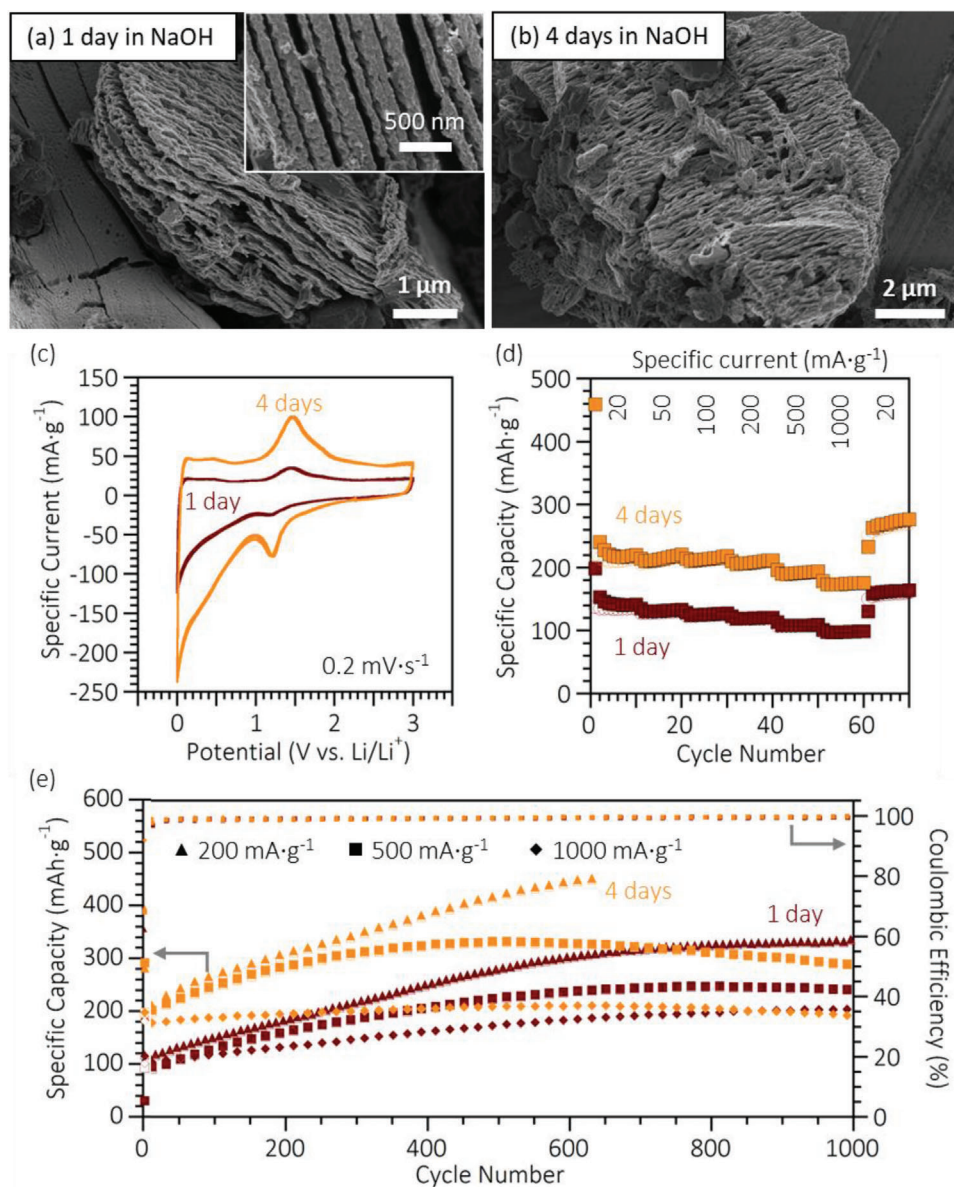 (a) 1 day in NaOH
500 nm
1 μm
(b) 4 days in NaOH
2 μm
(c)
150
100
50
0
-50
-100
-150
-200
-250
Specific Current (mA·g⁻¹)
4 days
1 day
0.2 mV·s⁻¹
0 1 2 3
Potential (V vs. Li/Li⁺)
(d)
Specific current (mA·g⁻¹)
500
400
300
200
100
0
Specific Capacity (mAh·g⁻¹)
20 50 100 200 500 1000 20
4 days
1 day
0 20 40 60
Cycle Number
(e)
600
500
400
300
200
100
0
Specific Capacity (mAh·g⁻¹)
200 mA·g⁻¹ 500 mA·g⁻¹ 1000 mA·g⁻¹
4 days
1 day
100
80
60
40
20
0
Coulombic Efficiency (%)
0 200 400 600 800 1000
Cycle Number